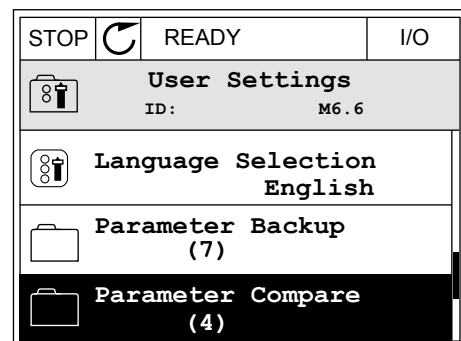 STOP READY I/O
User Settings
ID: M6.6
Language Selection
English
Parameter Backup
(7)
Parameter Compare
(4)